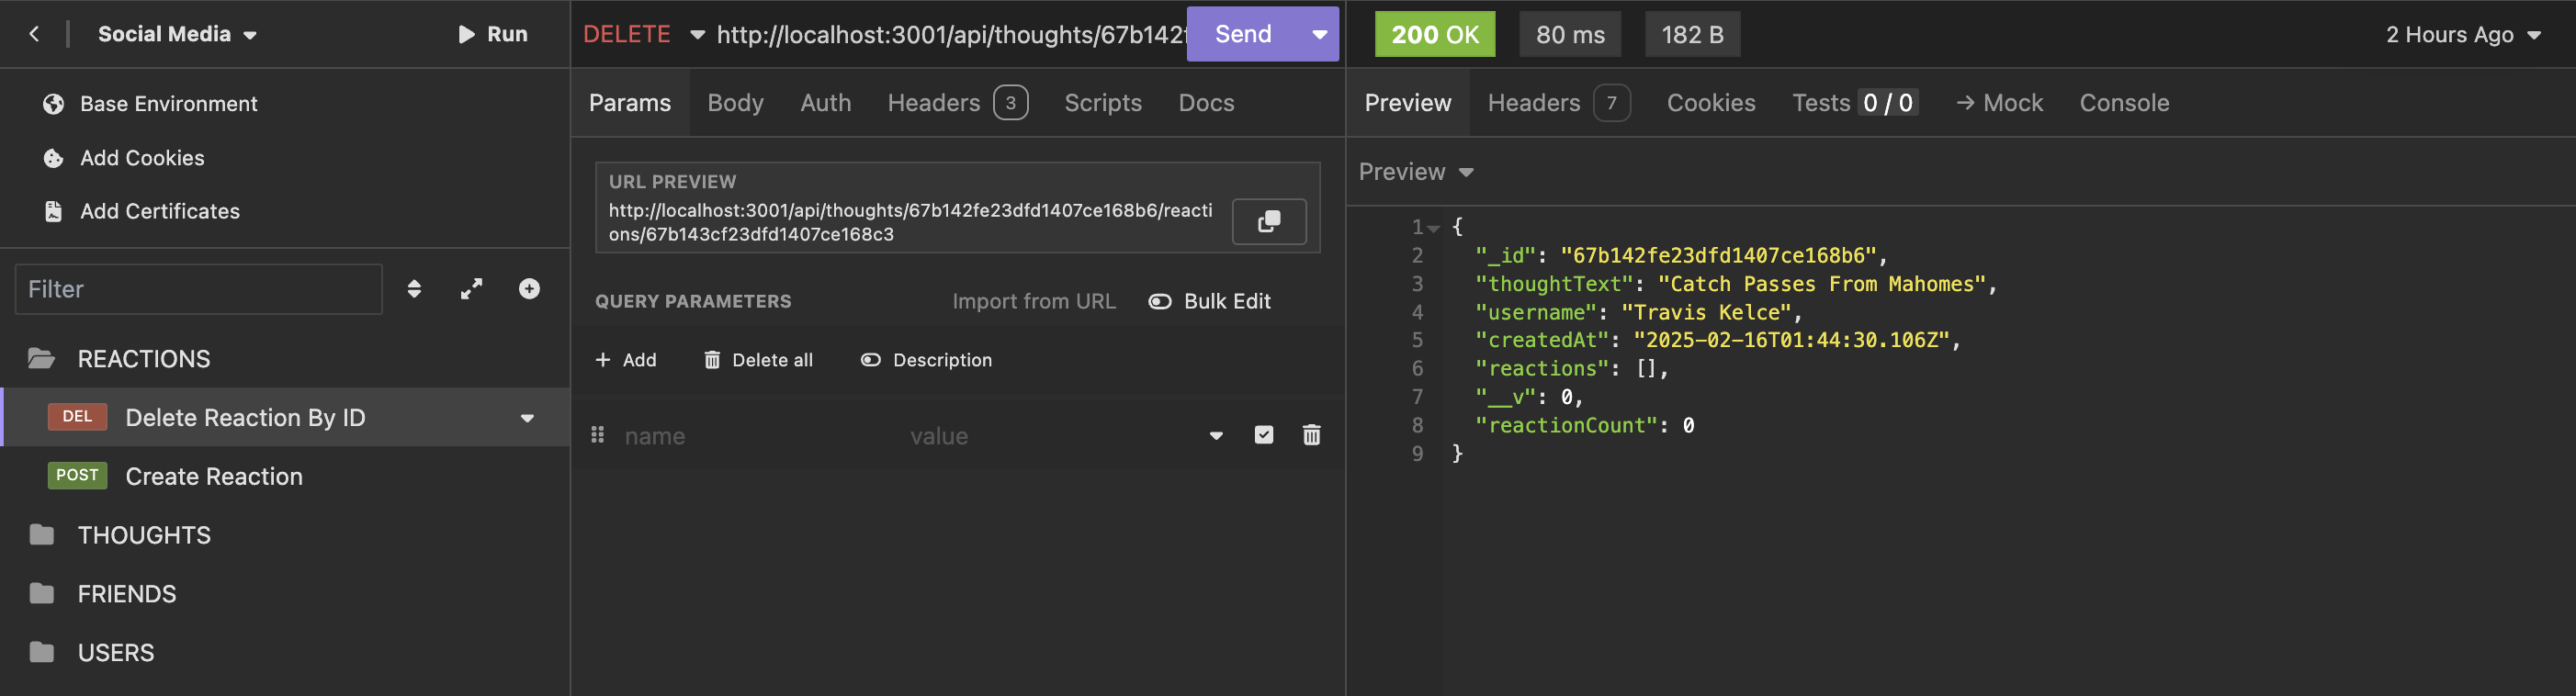 Social Media
Run
Base Environment
Add Cookies
Add Certificates
Filter
REACTIONS
DEL Delete Reaction By ID
POST Create Reaction
THOUGHTS
FRIENDS
USERS
DELETE http://localhost:3001/api/thoughts/67b142f Send
Params Body Auth Headers 3 Scripts Docs
URL PREVIEW
http://localhost:3001/api/thoughts/67b142fe23dfd1407ce168b6/reacti
ons/67b143cf23dfd1407ce168c3
QUERY PARAMETERS Import from URL Bulk Edit
+ Add Delete all Description
name value
200 OK 80 ms 182 B 2 Hours Ago
Preview Headers 7 Cookies Tests 0 / 0 → Mock Console
Preview
1 {
2 "_id": "67b142fe23dfd1407ce168b6",
3 "thoughtText": "Catch Passes From Mahomes",
4 "username": "Travis Kelce",
5 "createdAt": "2025-02-16T01:44:30.106Z",
6 "reactions": [],
7 "__v": 0,
8 "reactionCount": 0
9 }